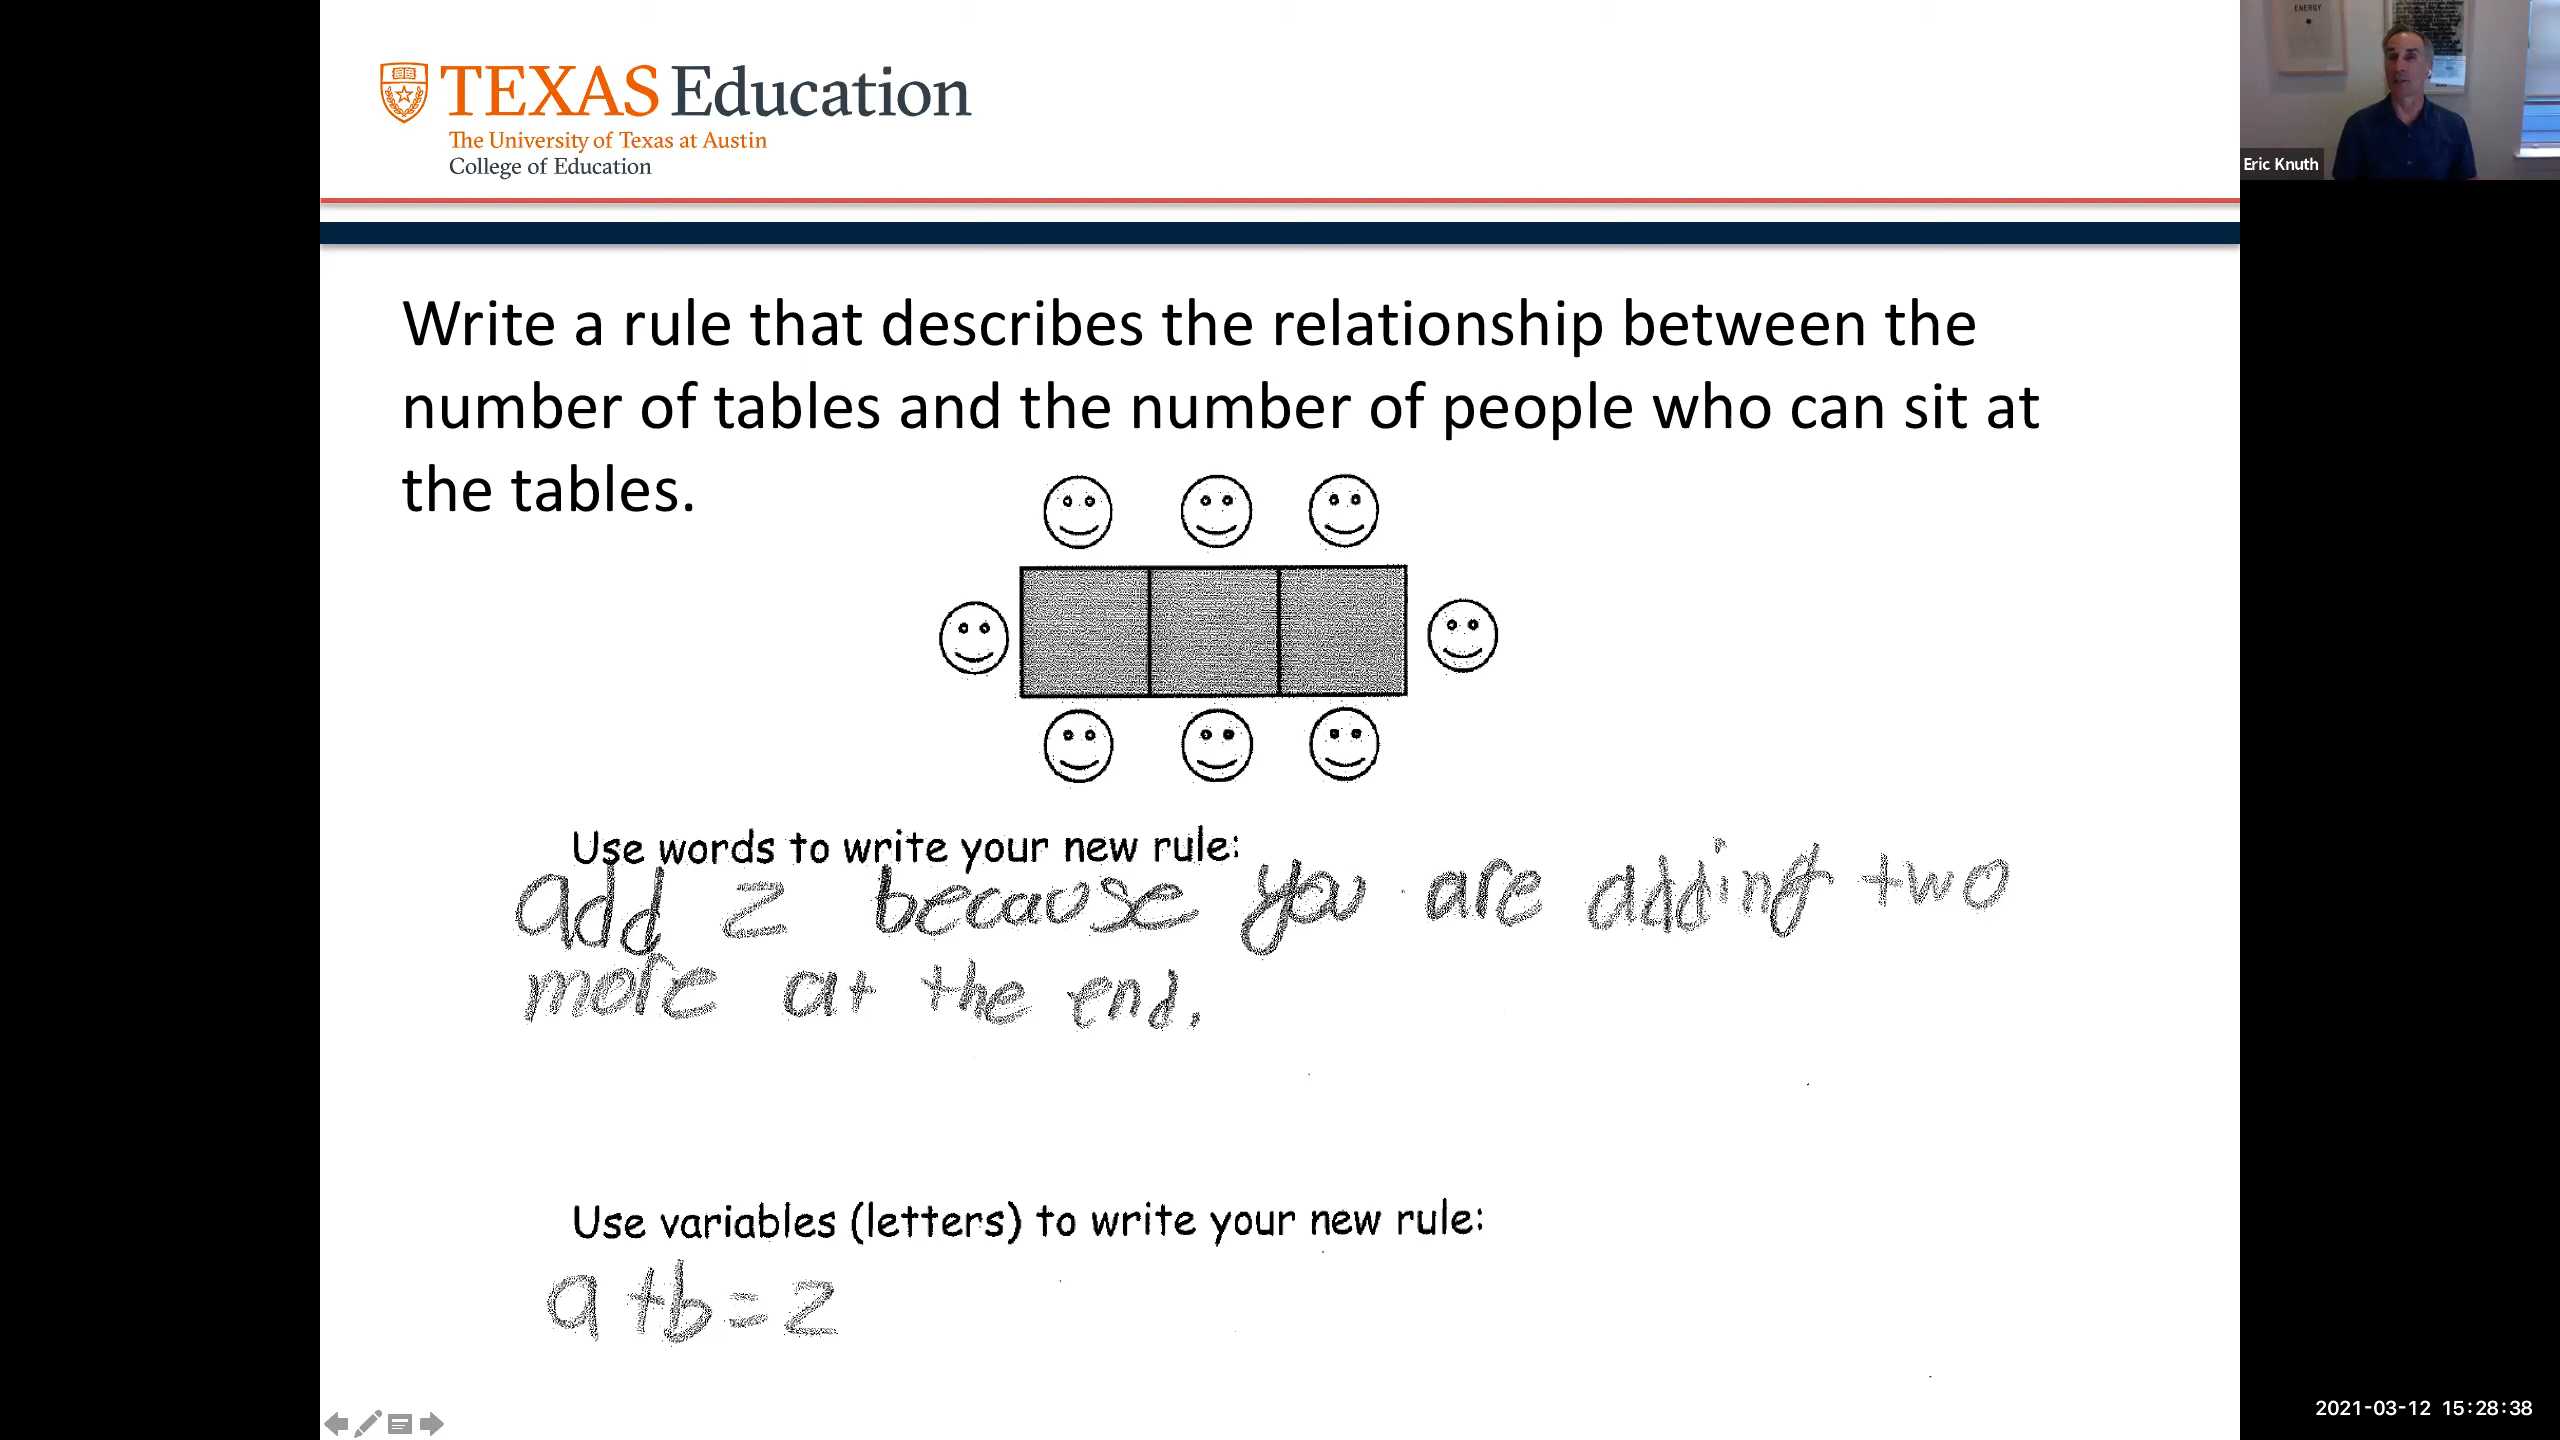 TEXAS Education
The University of Texas at Austin
College of Education
ENERGY
Eric Knuth
Write a rule that describes the relationship between the
number of tables and the number of people who can sit at
the tables.
Use words to write your new rule:
add 2 because you are adding two
more at the end.
Use variables (letters) to write your new rule:
a+b=2
2021-03-12 15:28:38